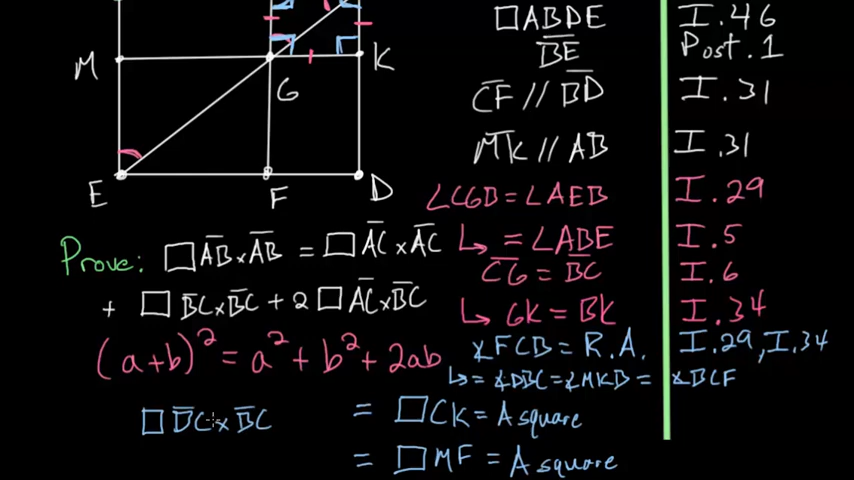 □ABDE I.46
BE Post.1
M K
G
CF // BD I.31
MK // AB I.31
E F D
∠CGB = ∠AEB I.29
Prove: □ AB × AB = □ AC × AC
↳ = ∠ABE I.5
CG = BC I.6
+ □ BC × BC + 2 □ AC × BC
↳ GK = BK I.34
(a+b)² = a² + b² + 2ab
∡FCB = R.A. I.29, I.34
↳ = ∡DBC = ∡MKB = ∡BCF
□ BC × BC = □ CK = A square
= □ MF = A square